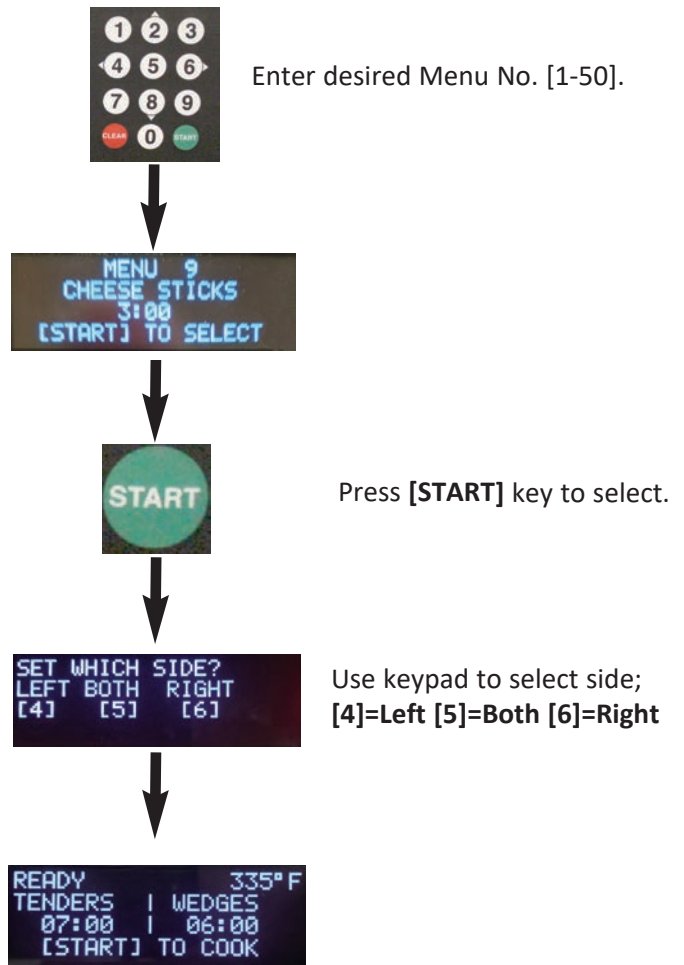 1 2 3
4 5 6
7 8 9
CLEAR 0 START
Enter desired Menu No. [1-50].
MENU 9
CHEESE STICKS
3:00
[START] TO SELECT
START
Press [START] key to select.
SET WHICH SIDE?
LEFT BOTH RIGHT
[4] [5] [6]
Use keypad to select side;
[4]=Left [5]=Both [6]=Right
READY 335°F
TENDERS | WEDGES
07:00 | 06:00
[START] TO COOK